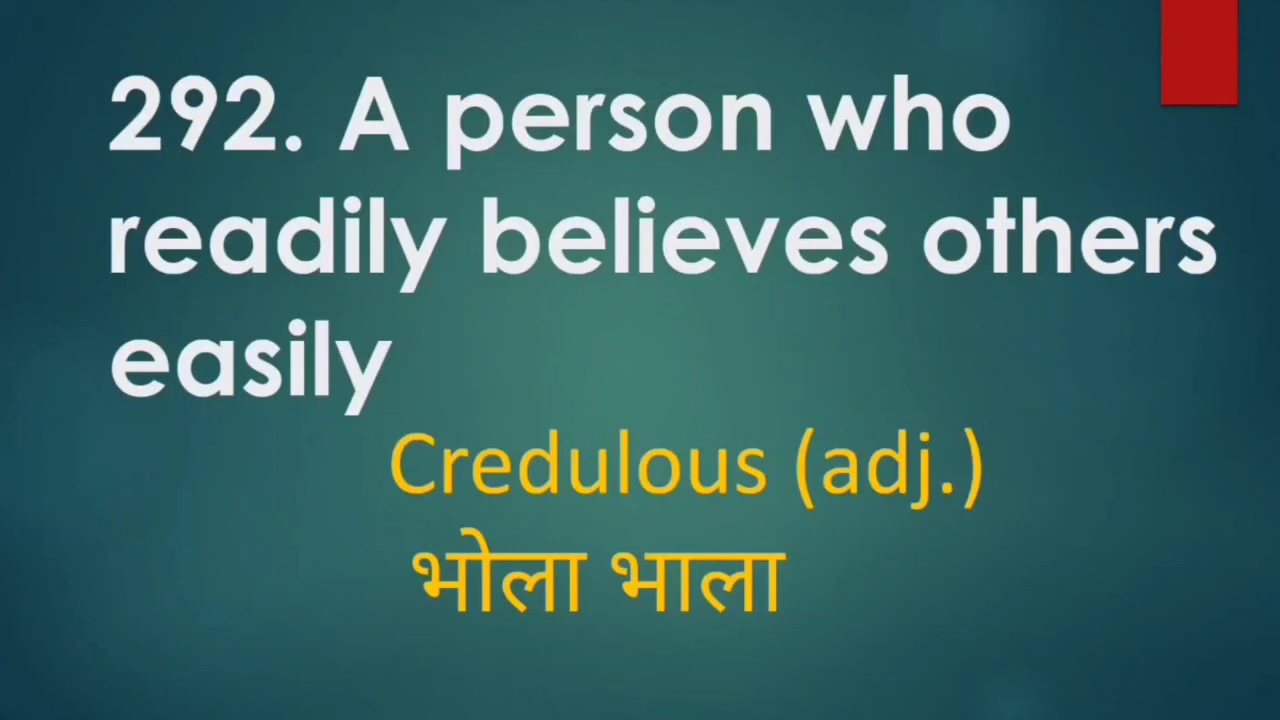 292. A person who
readily believes others
easily
Credulous (adj.)
भोला भाला